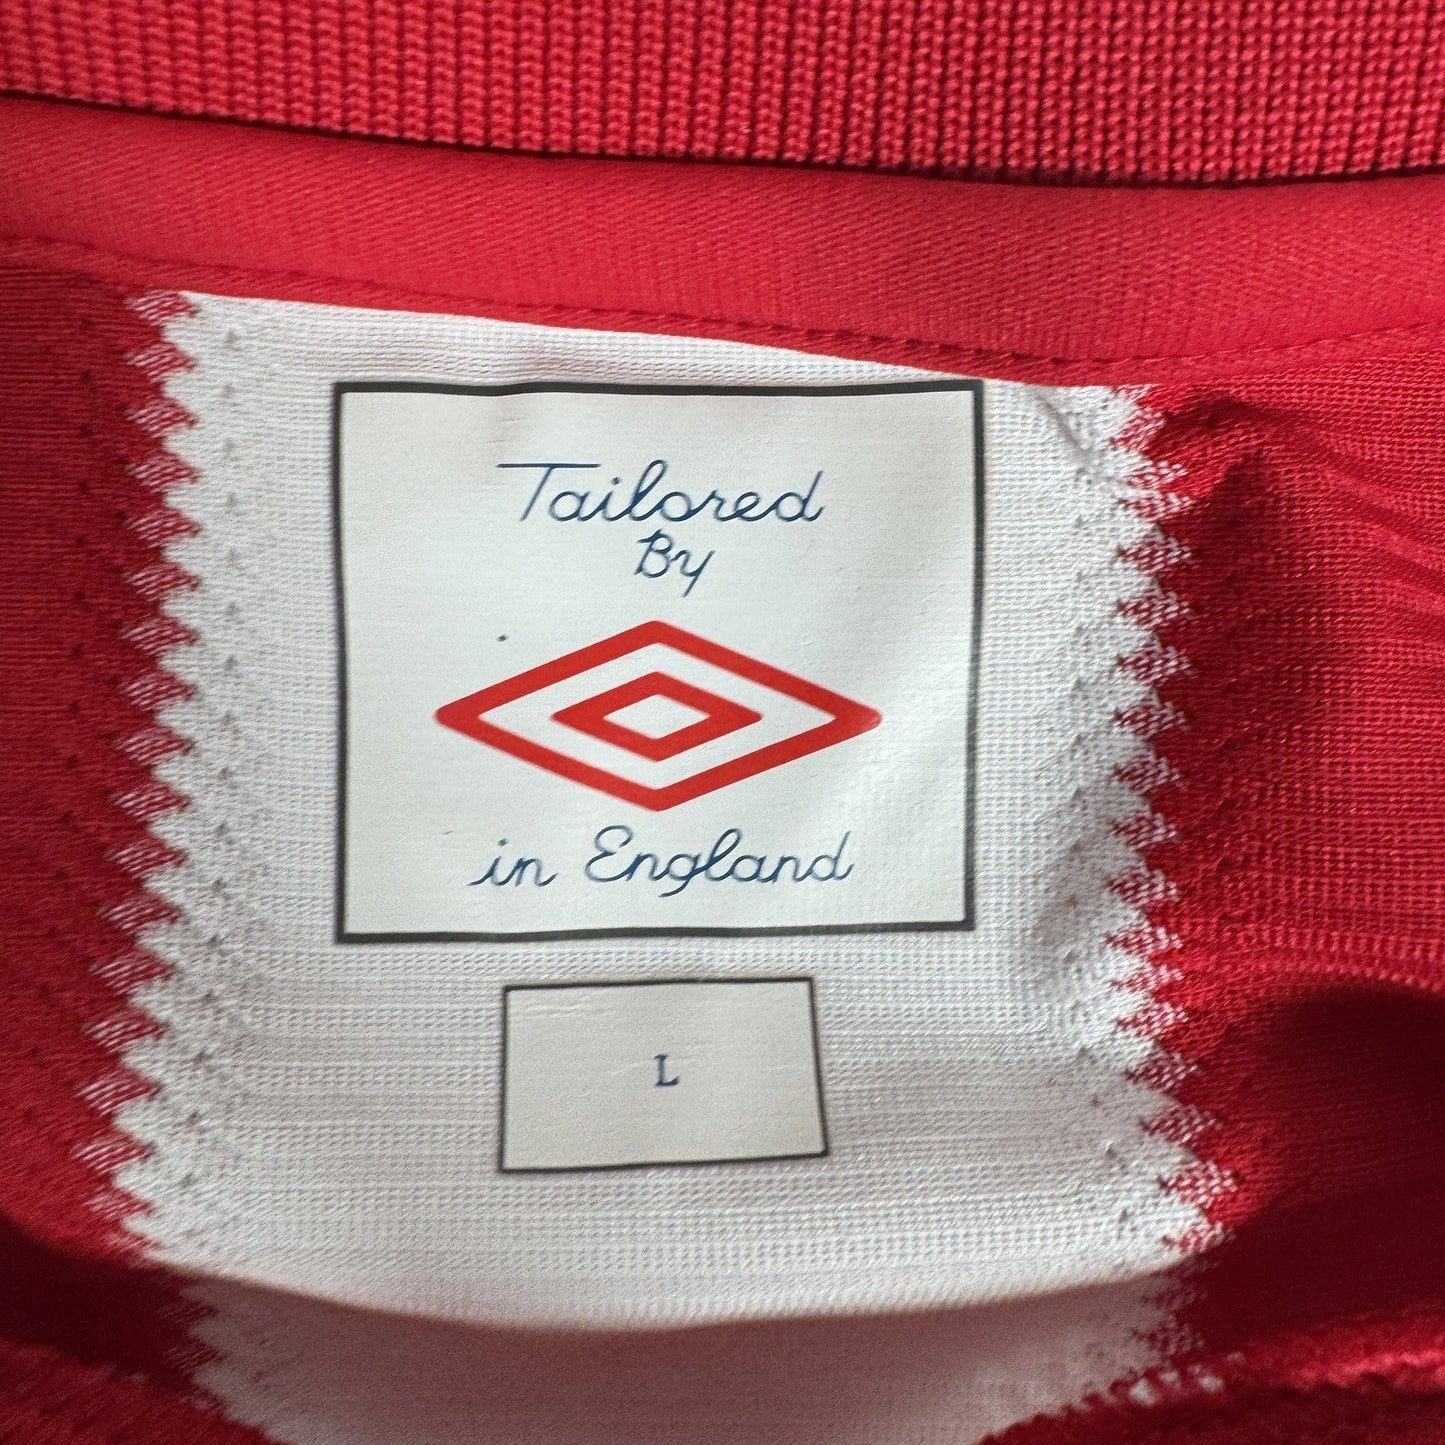 Tailored
By
in England
L